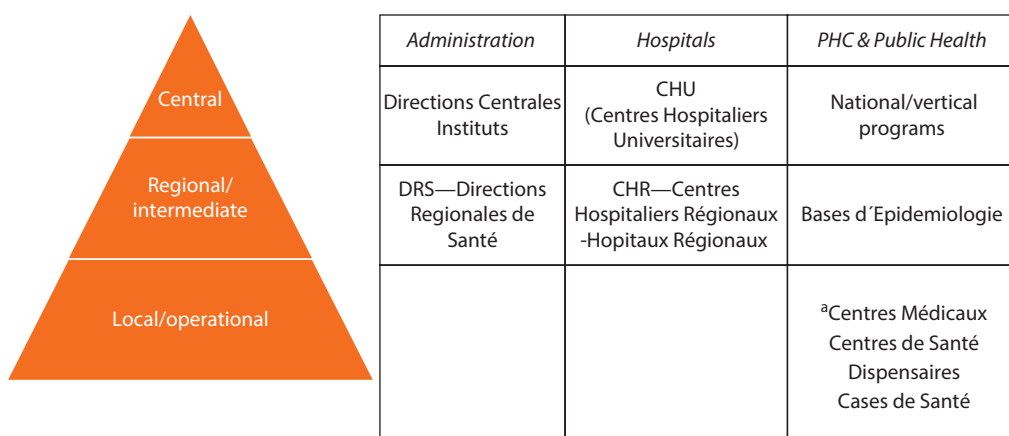 Central
Regional/
intermediate
Local/operational
Administration
Hospitals
PHC & Public Health
Directions Centrales
Instituts
CHU
(Centres Hospitaliers
Universitaires)
National/vertical
programs
DRS—Directions
Regionales de
Santé
CHR—Centres
Hospitaliers Régionaux
-Hopitaux Régionaux
Bases d´Epidemiologie
aCentres Médicaux
Centres de Santé
Dispensaires
Cases de Santé